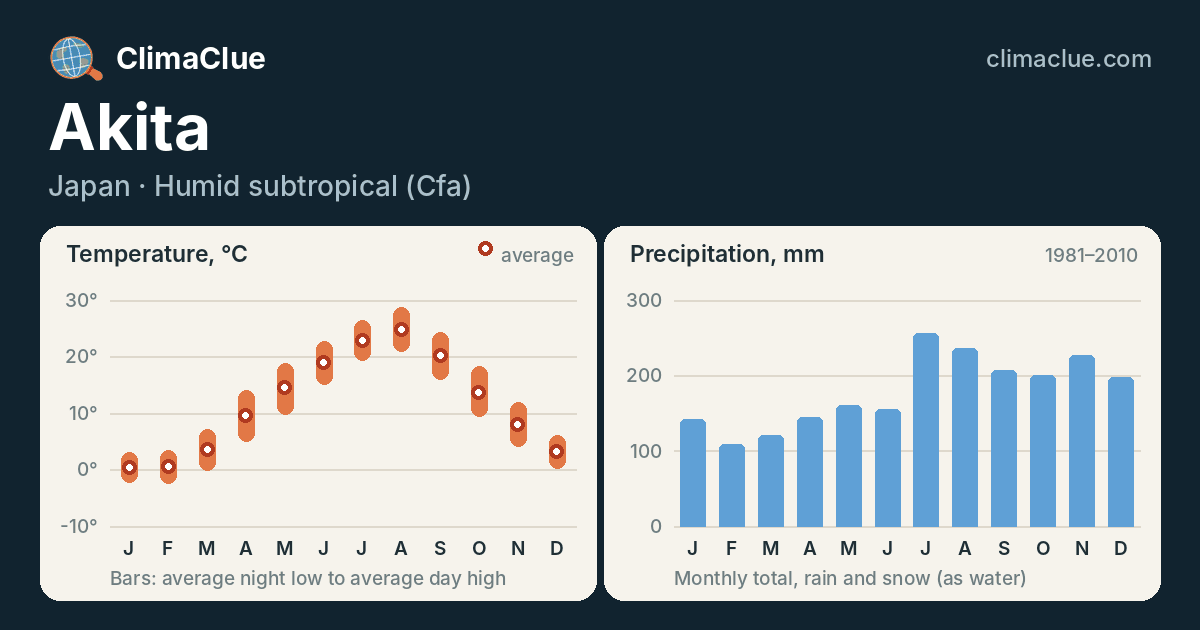 ClimaClue
climaclue.com
Akita
Japan · Humid subtropical (Cfa)
Temperature, °C
average
30°
20°
10°
0°
-10°
J F M A M J J A S O N D
Bars: average night low to average day high
Precipitation, mm
1981–2010
300
200
100
0
J F M A M J J A S O N D
Monthly total, rain and snow (as water)